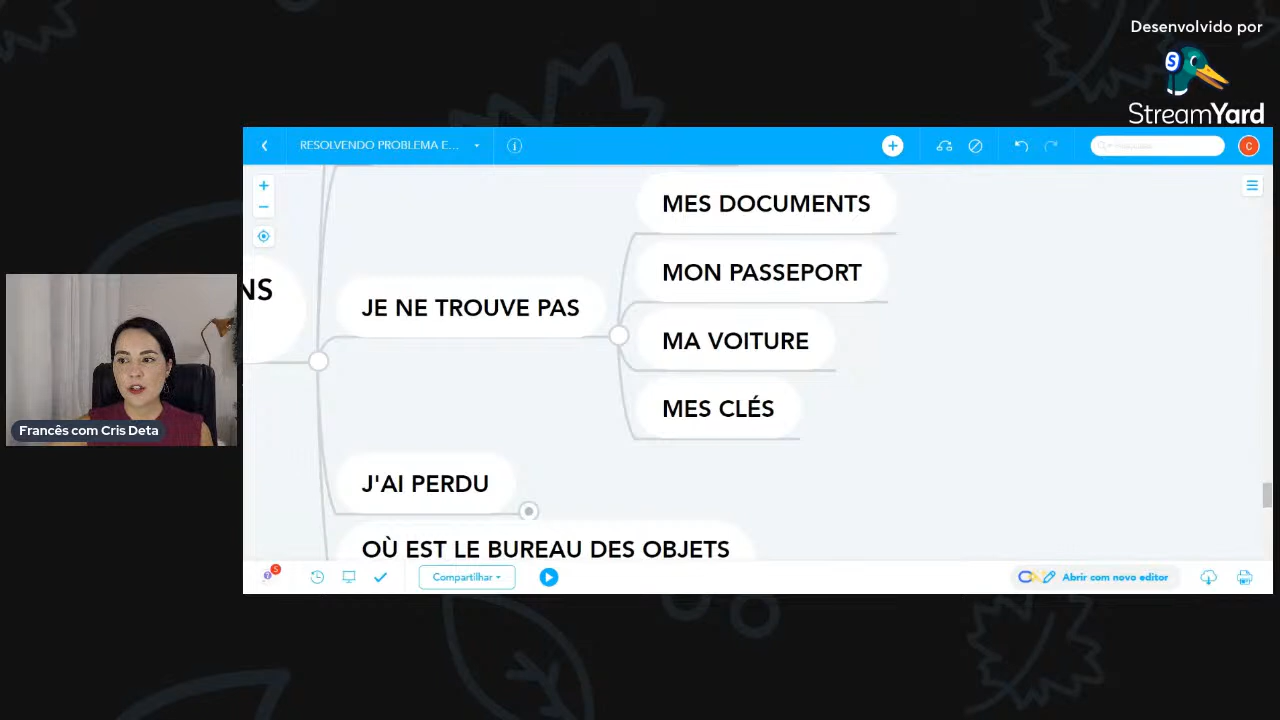 Desenvolvido por
S
StreamYard
RESOLVENDO PROBLEMA E...
C
MES DOCUMENTS
MON PASSEPORT
NS
JE NE TROUVE PAS
MA VOITURE
MES CLÉS
Francês com Cris Deta
J'AI PERDU
OÙ EST LE BUREAU DES OBJETS
Compartilhar
Abrir com novo editor